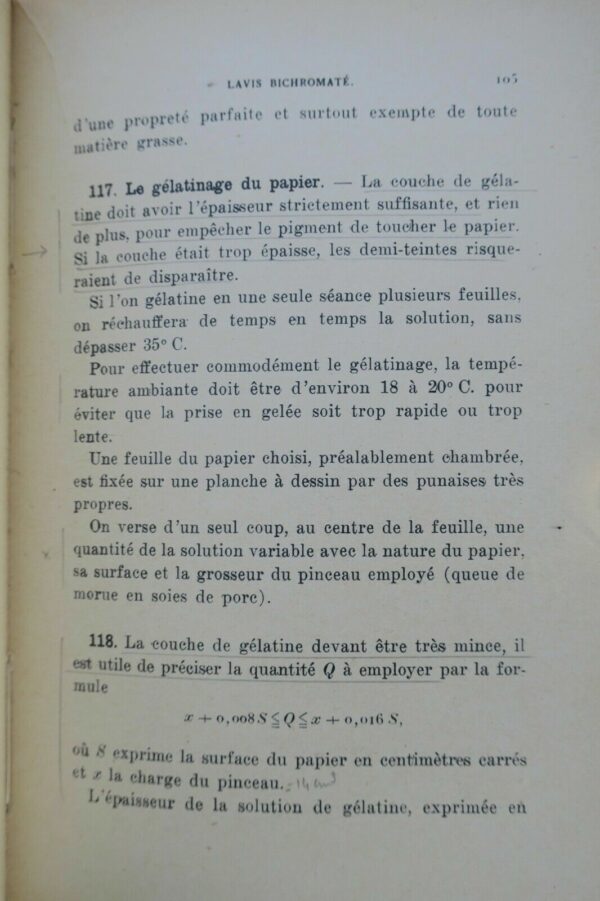 LAVIS BICHROMATÉ. 105
d'une propreté parfaite et surtout exempte de toute
matière grasse.
117. Le gélatinage du papier. — La couche de géla-
tine doit avoir l'épaisseur strictement suffisante, et rien
de plus, pour empêcher le pigment de toucher le papier.
Si la couche était trop épaisse, les demi-teintes risque-
raient de disparaître.
Si l'on gélatine en une seule séance plusieurs feuilles,
on réchauffera de temps en temps la solution, sans
dépasser 35° C.
Pour effectuer commodément le gélatinage, la tempé-
rature ambiante doit être d'environ 18 à 20° C. pour
éviter que la prise en gelée soit trop rapide ou trop
lente.
Une feuille du papier choisi, préalablement chambrée,
est fixée sur une planche à dessin par des punaises très
propres.
On verse d'un seul coup, au centre de la feuille, une
quantité de la solution variable avec la nature du papier,
sa surface et la grosseur du pinceau employé (queue de
morue en soies de porc).
118. La couche de gélatine devant être très mince, il
est utile de préciser la quantité Q à employer par la for-
mule
x + 0,008 S ≦ Q ≦ x + 0,016 S,
où S exprime la surface du papier en centimètres carrés
et x la charge du pinceau. 14 cm³
L'épaisseur de la solution de gélatine, exprimée en